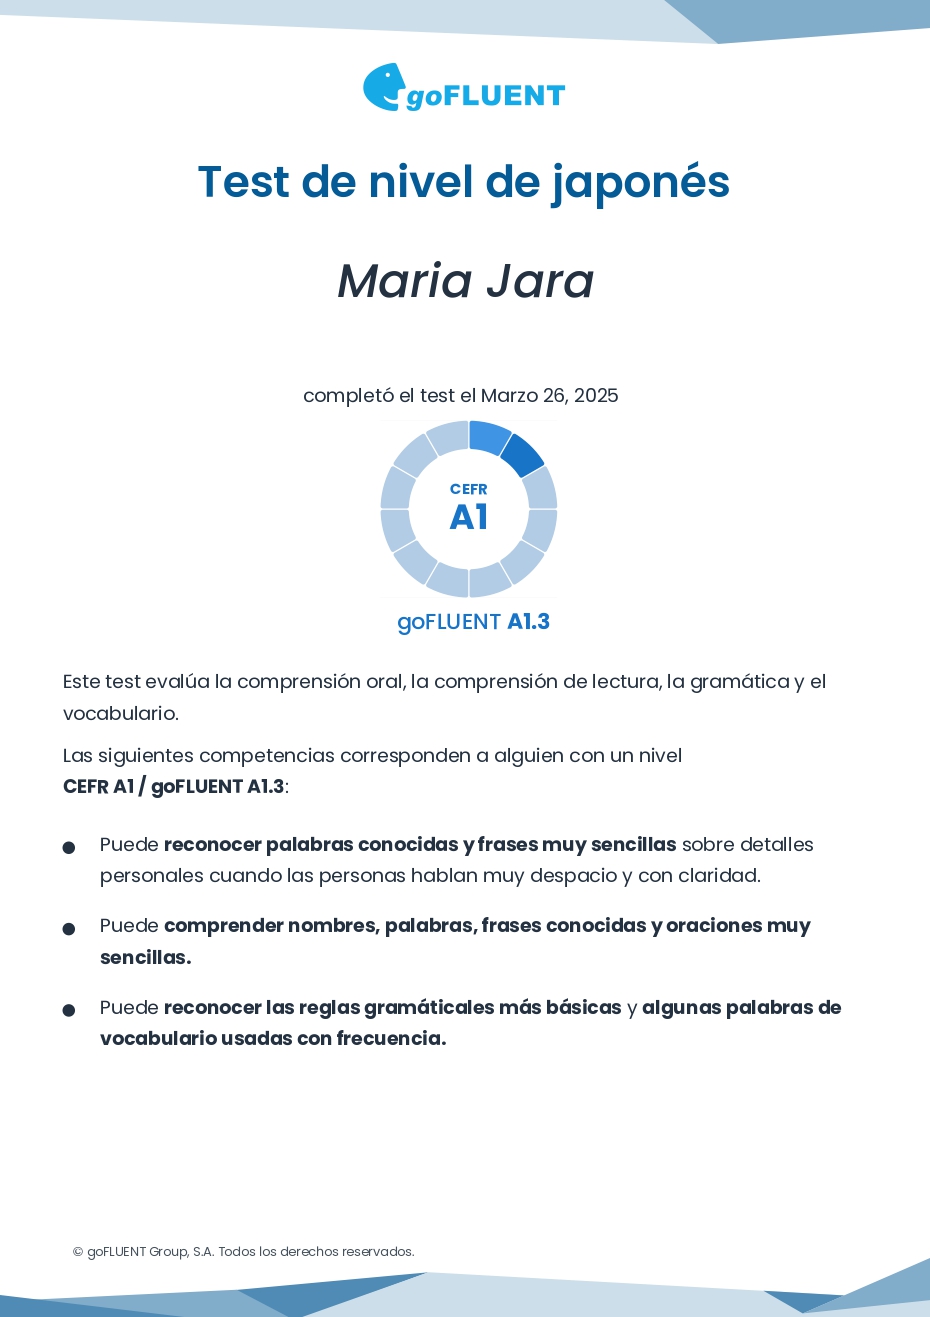 goFLUENT
Test de nivel de japonés
Maria Jara
completó el test el Marzo 26, 2025
CEFR
A1
goFLUENT A1.3
Este test evalúa la comprensión oral, la comprensión de lectura, la gramática y el
vocabulario.
Las siguientes competencias corresponden a alguien con un nivel
CEFR A1 / goFLUENT A1.3:
● Puede reconocer palabras conocidas y frases muy sencillas sobre detalles
personales cuando las personas hablan muy despacio y con claridad.
● Puede comprender nombres, palabras, frases conocidas y oraciones muy
sencillas.
● Puede reconocer las reglas gramáticales más básicas y algunas palabras de
vocabulario usadas con frecuencia.
© goFLUENT Group, S.A. Todos los derechos reservados.